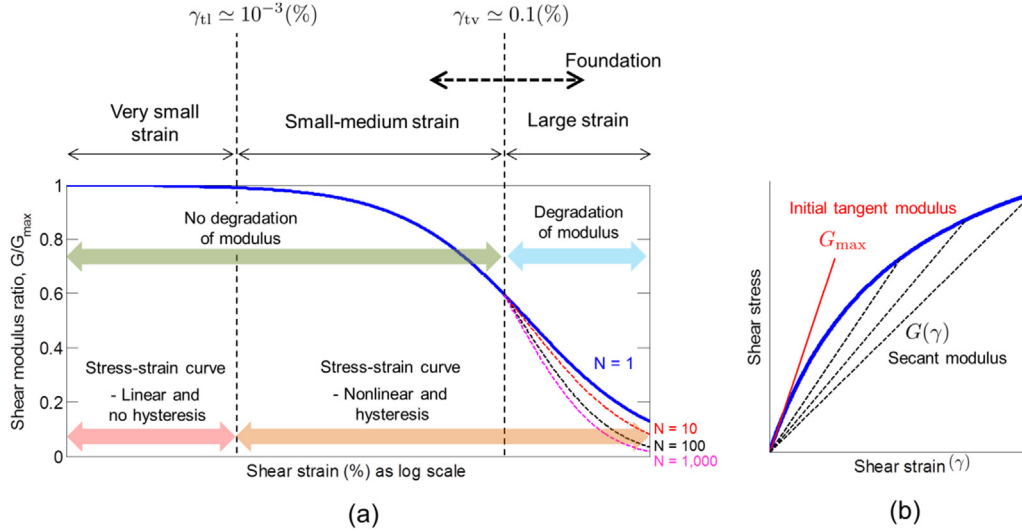 γtl ≃ 10⁻³(%)
γtv ≃ 0.1(%)
Foundation
Very small
strain
Small-medium strain
Large strain
Shear modulus ratio, G/Gmax
1
0.8
0.6
0.4
0.2
0
No degradation
of modulus
Degradation
of modulus
Stress-strain curve
- Linear and
no hysteresis
Stress-strain curve
- Nonlinear and
hysteresis
N = 1
N = 10
N = 100
N = 1,000
Shear strain (%) as log scale
(a)
Shear stress
Initial tangent modulus
Gmax
G(γ)
Secant modulus
Shear strain (γ)
(b)